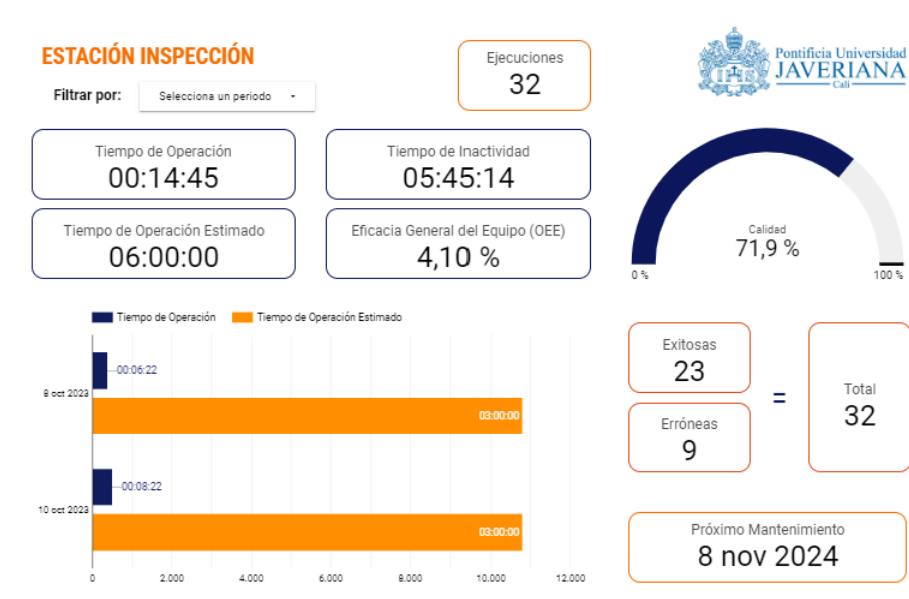 ESTACIÓN INSPECCIÓN
Filtrar por:
Selecciona un periodo
Ejecuciones
32
Pontificia Universidad
JAVERIANA
Cali
Tiempo de Operación
00:14:45
Tiempo de Inactividad
05:45:14
Tiempo de Operación Estimado
06:00:00
Eficacia General del Equipo (OEE)
4,10 %
Calidad
71,9 %
0 %
100 %
Tiempo de Operación
Tiempo de Operación Estimado
00:06:22
9 oct 2023
03:00:00
00:08:22
10 oct 2023
03:00:00
0
2.000
4.000
6.000
8.000
10.000
12.000
Exitosas
23
Erróneas
9
=
Total
32
Próximo Mantenimiento
8 nov 2024